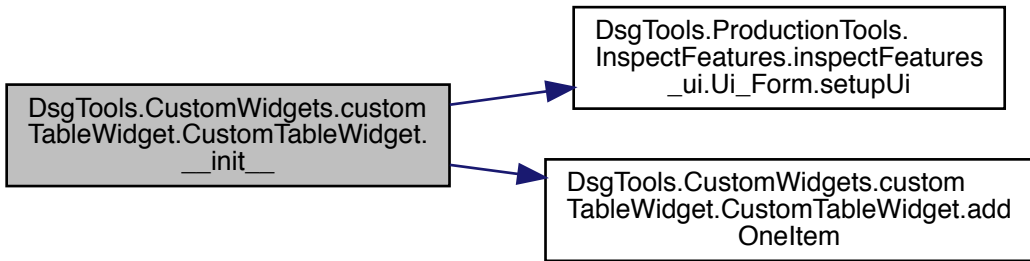 DsgTools.CustomWidgets.custom
TableWidget.CustomTableWidget.
__init__
DsgTools.ProductionTools.
InspectFeatures.inspectFeatures
_ui.Ui_Form.setupUi
DsgTools.CustomWidgets.custom
TableWidget.CustomTableWidget.add
OneItem